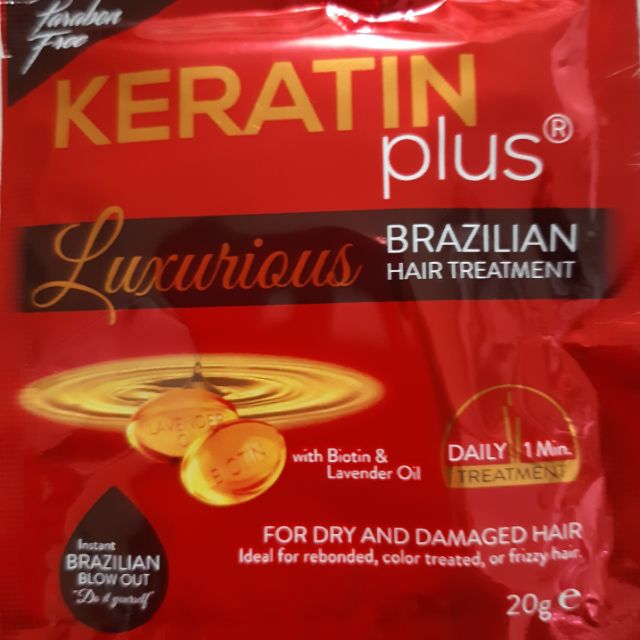 Paraben
Free
KERATIN
plus®
Luxurious
BRAZILIAN
HAIR TREATMENT
LAVENDER
OIL
BIOTIN
with Biotin &
Lavender Oil
DAILY 1 Min.
TREATMENT
FOR DRY AND DAMAGED HAIR
Ideal for rebonded, color treated, or frizzy hair.
Instant
BRAZILIAN
BLOW OUT
"Do it yourself"
20g e